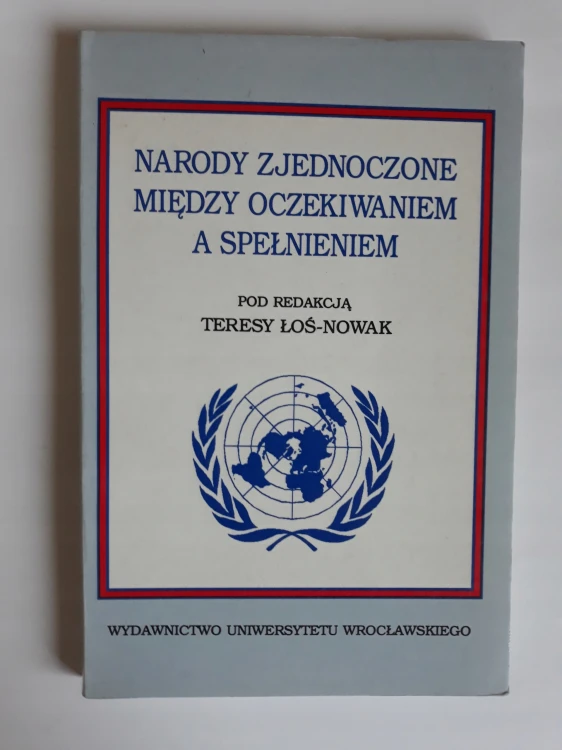 NARODY ZJEDNOCZONE
MIĘDZY OCZEKIWANIEM
A SPEŁNIENIEM
POD REDAKCJĄ
TERESY ŁOŚ-NOWAK
WYDAWNICTWO UNIWERSYTETU WROCŁAWSKIEGO